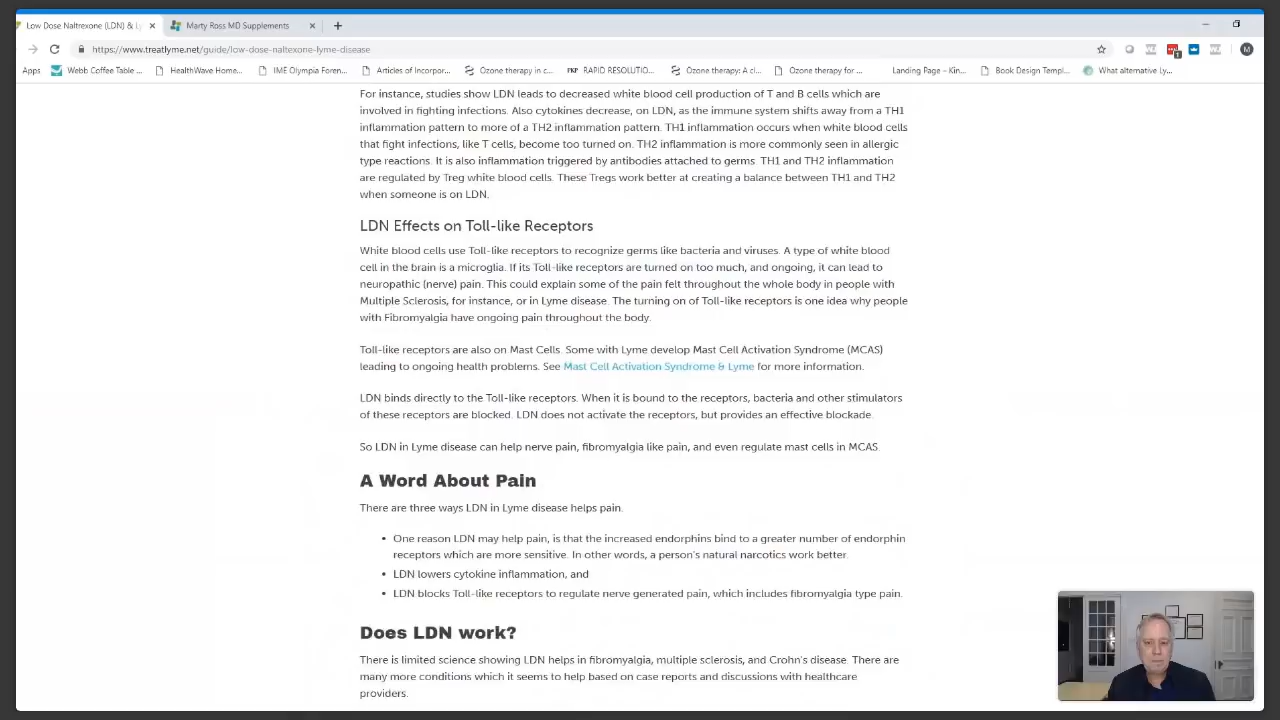 Low Dose Naltrexone (LDN) & L
Marty Ross MD Supplements
https://www.treatlyme.net/guide/low-dose-naltexone-lyme-disease
M
Apps
Webb Coffee Table ...
HealthWave Home...
IME Olympia Foren...
Articles of Incorpor...
Ozone therapy in c...
RAPID RESOLUTIO...
Ozone therapy: A cl...
Ozone therapy for ...
Landing Page – Kin...
Book Design Templ...
What alternative Ly...
For instance, studies show LDN leads to decreased white blood cell production of T and B cells which are
involved in fighting infections. Also cytokines decrease, on LDN, as the immune system shifts away from a TH1
inflammation pattern to more of a TH2 inflammation pattern. TH1 inflammation occurs when white blood cells
that fight infections, like T cells, become too turned on. TH2 inflammation is more commonly seen in allergic
type reactions. It is also inflammation triggered by antibodies attached to germs. TH1 and TH2 inflammation
are regulated by Treg white blood cells. These Tregs work better at creating a balance between TH1 and TH2
when someone is on LDN.
LDN Effects on Toll-like Receptors
White blood cells use Toll-like receptors to recognize germs like bacteria and viruses. A type of white blood
cell in the brain is a microglia. If its Toll-like receptors are turned on too much, and ongoing, it can lead to
neuropathic (nerve) pain. This could explain some of the pain felt throughout the whole body in people with
Multiple Sclerosis, for instance, or in Lyme disease. The turning on of Toll-like receptors is one idea why people
with Fibromyalgia have ongoing pain throughout the body.
Toll-like receptors are also on Mast Cells. Some with Lyme develop Mast Cell Activation Syndrome (MCAS)
leading to ongoing health problems. See Mast Cell Activation Syndrome & Lyme for more information.
LDN binds directly to the Toll-like receptors. When it is bound to the receptors, bacteria and other stimulators
of these receptors are blocked. LDN does not activate the receptors, but provides an effective blockade.
So LDN in Lyme disease can help nerve pain, fibromyalgia like pain, and even regulate mast cells in MCAS.
A Word About Pain
There are three ways LDN in Lyme disease helps pain.
• One reason LDN may help pain, is that the increased endorphins bind to a greater number of endorphin
receptors which are more sensitive. In other words, a person's natural narcotics work better.
• LDN lowers cytokine inflammation, and
• LDN blocks Toll-like receptors to regulate nerve generated pain, which includes fibromyalgia type pain.
Does LDN work?
There is limited science showing LDN helps in fibromyalgia, multiple sclerosis, and Crohn's disease. There are
many more conditions which it seems to help based on case reports and discussions with healthcare
providers.